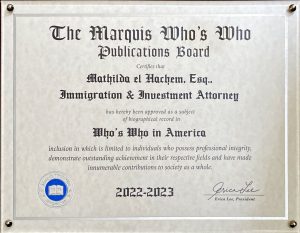 The Marquis Who's Who
Publications Board
Certifies that
Mathilda el Hachem, Esq.,
Immigration & Investment Attorney
has hereby been approved as a subject
of biographical record in
Who's Who in America
inclusion in which is limited to individuals who possess professional integrity,
demonstrate outstanding achievement in their respective fields and have made
innumerable contributions to society as a whole.
2022-2023
Erica Lee
Erica Lee, President